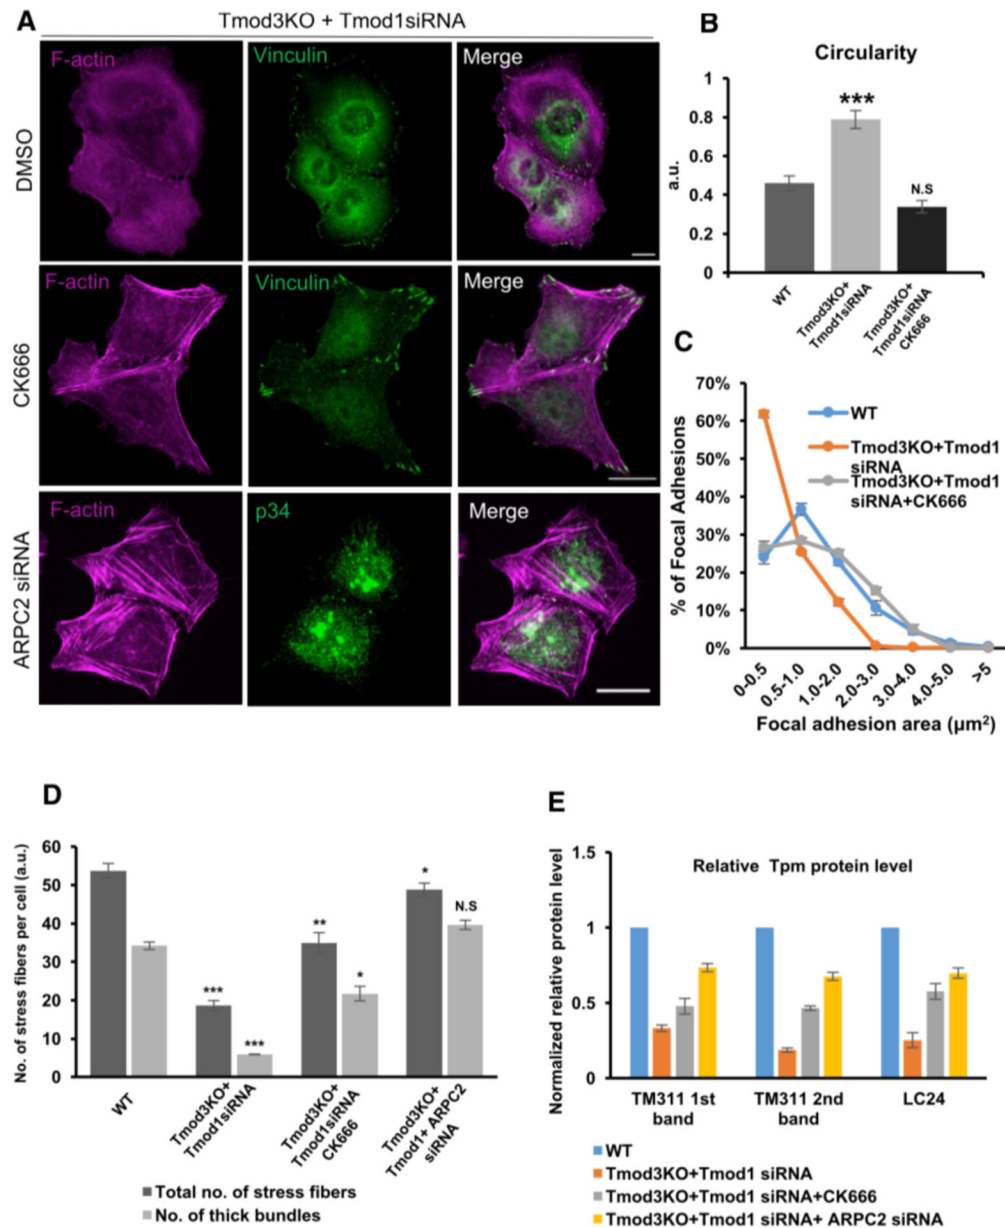 A
Tmod3KO + Tmod1siRNA
F-actin
Vinculin
Merge
DMSO
F-actin
Vinculin
Merge
CK666
F-actin
p34
Merge
ARPC2 siRNA
B
Circularity
1
0.8
0.6
0.4
0.2
0
a.u.
***
N.S
WT
Tmod3KO+
Tmod1siRNA
Tmod3KO+
Tmod1siRNA
CK666
C
70%
60%
50%
40%
30%
20%
10%
0%
% of Focal Adhesions
WT
Tmod3KO+Tmod1
siRNA
Tmod3KO+Tmod1
siRNA+CK666
0-0.5
0.5-1.0
1.0-2.0
2.0-3.0
3.0-4.0
4.0-5.0
>5
Focal adhesion area (µm²)
D
60
50
40
30
20
10
0
No. of stress fibers per cell (a.u.)
***
***
**
*
*
N.S
WT
Tmod3KO+
Tmod1siRNA
Tmod3KO+
Tmod1siRNA
CK666
Tmod3KO+
Tmod1+ ARPC2
siRNA
Total no. of stress fibers
No. of thick bundles
E
1.5
1
0.5
0
Normalized relative protein level
Relative Tpm protein level
TM311 1st
band
TM311 2nd
band
LC24
WT
Tmod3KO+Tmod1 siRNA
Tmod3KO+Tmod1 siRNA+CK666
Tmod3KO+Tmod1 siRNA+ ARPC2 siRNA